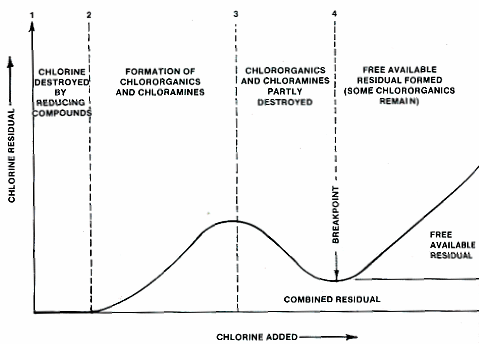 1
2
3
4
CHLORINE
DESTROYED
BY
REDUCING
COMPOUNDS
FORMATION OF
CHLORORGANICS
AND CHLORAMINES
CHLORORGANICS
AND CHLORAMINES
PARTLY
DESTROYED
FREE AVAILABLE
RESIDUAL FORMED
(SOME CHLORORGANICS
REMAIN)
CHLORINE RESIDUAL
BREAKPOINT
FREE
AVAILABLE
RESIDUAL
COMBINED RESIDUAL
CHLORINE ADDED